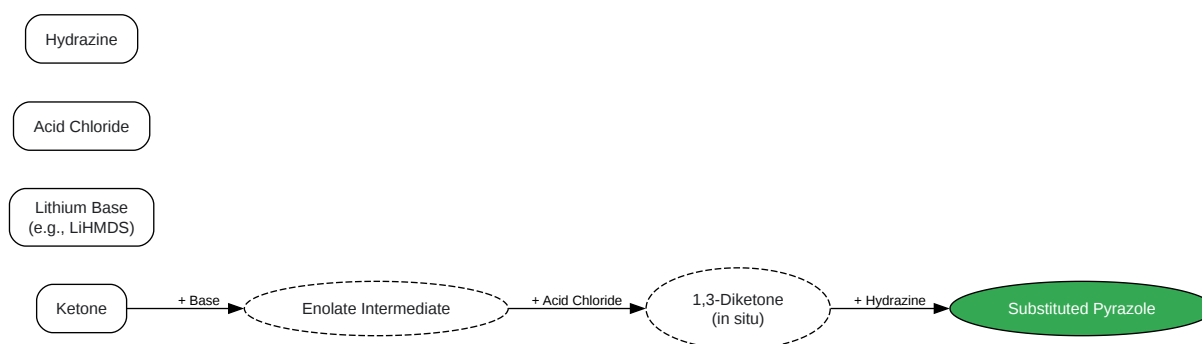 Hydrazine
Acid Chloride
Lithium Base
(e.g., LiHMDS)
Ketone
+ Base
Enolate Intermediate
+ Acid Chloride
1,3-Diketone
(in situ)
+ Hydrazine
Substituted Pyrazole